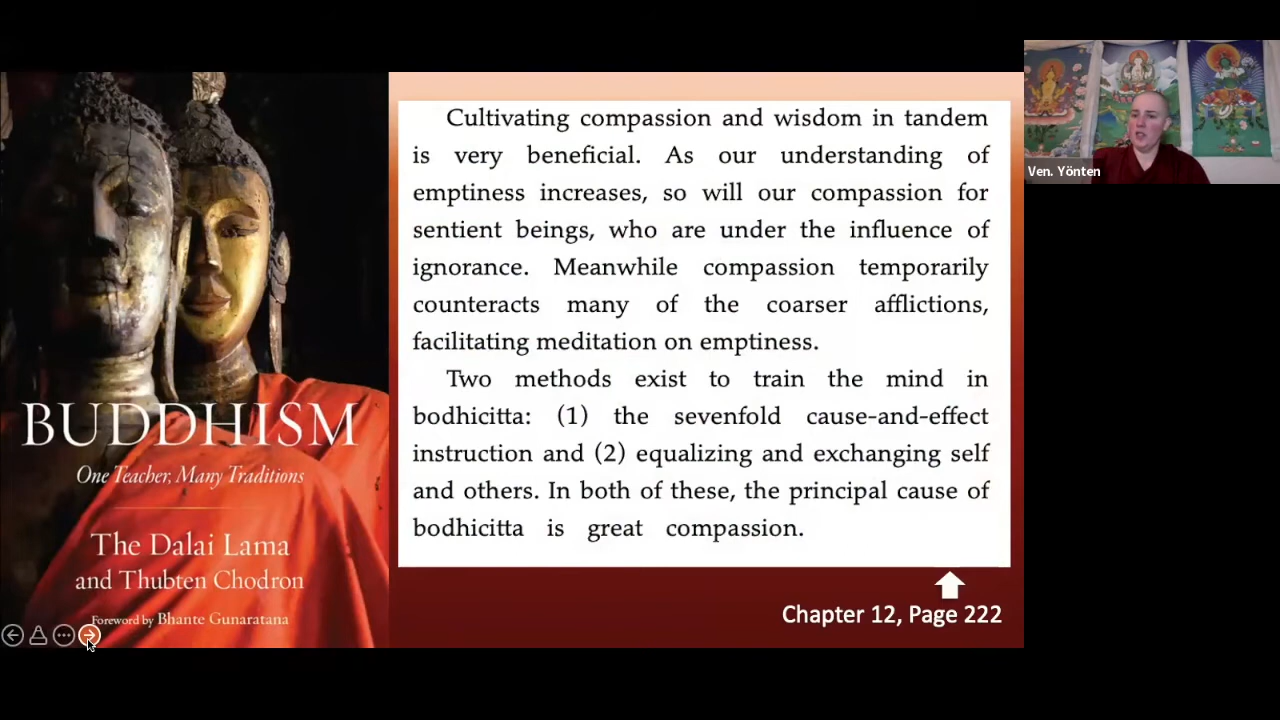 BUDDHISM
One Teacher, Many Traditions
The Dalai Lama
and Thubten Chodron
Foreword by Bhante Gunaratana
Cultivating compassion and wisdom in tandem
is very beneficial. As our understanding of
emptiness increases, so will our compassion for
sentient beings, who are under the influence of
ignorance. Meanwhile compassion temporarily
counteracts many of the coarser afflictions,
facilitating meditation on emptiness.
Two methods exist to train the mind in
bodhicitta: (1) the sevenfold cause-and-effect
instruction and (2) equalizing and exchanging self
and others. In both of these, the principal cause of
bodhicitta is great compassion.
Chapter 12, Page 222
Ven. Yönten